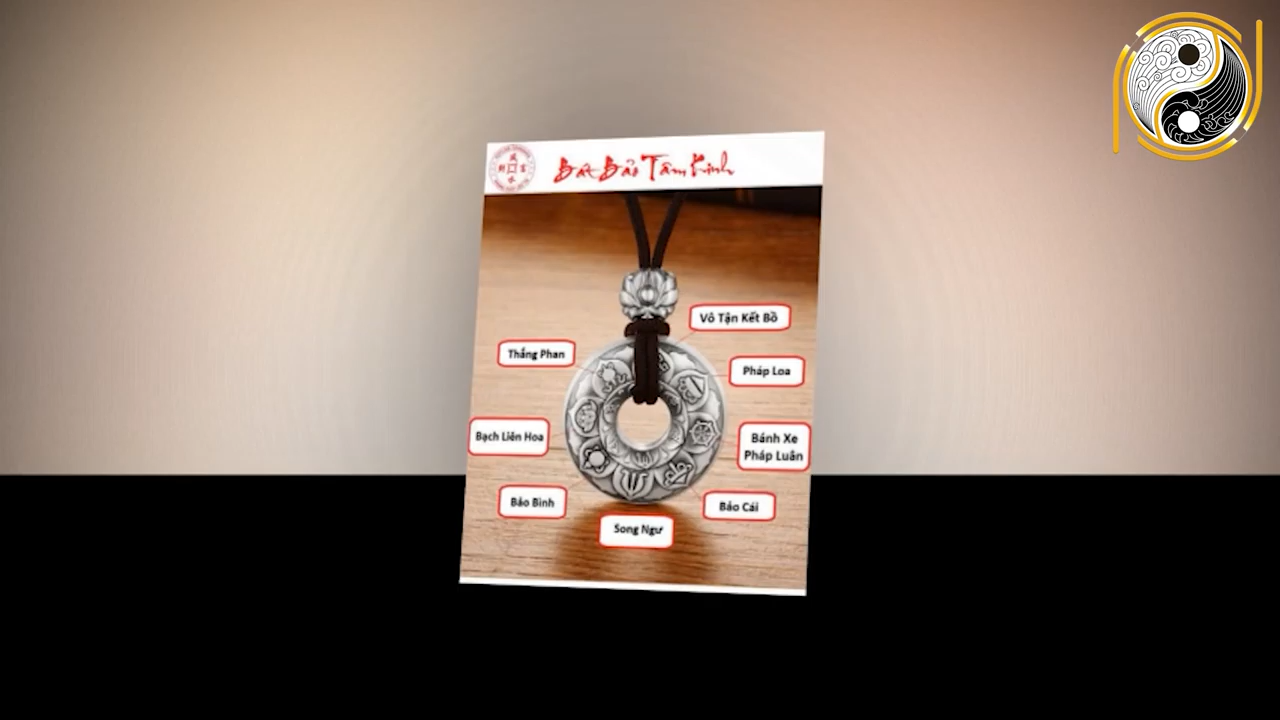 Bát Bảo Tâm Kinh
Vô Tận Kết Bồ
Thắng Phan
Pháp Loa
Bạch Liên Hoa
Bánh Xe
Pháp Luân
Bảo Bình
Bảo Cái
Song Ngư